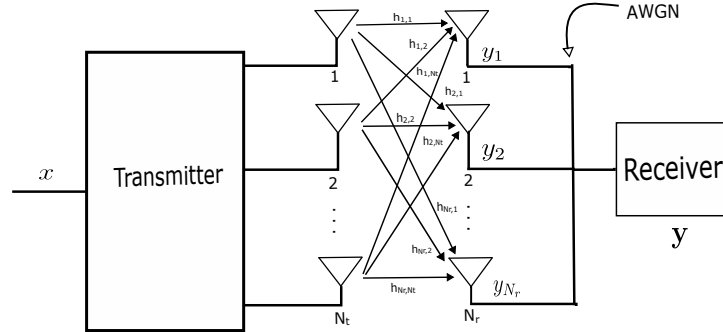 AWGN
h1,1
1
1
y1
h1,2
h1,Nt
h2,1
x
Transmitter
h2,2
h2,Nt
2
2
y2
Receiver
y
hNr,1
hNr,2
hNr,Nt
Nt
Nr
yNr